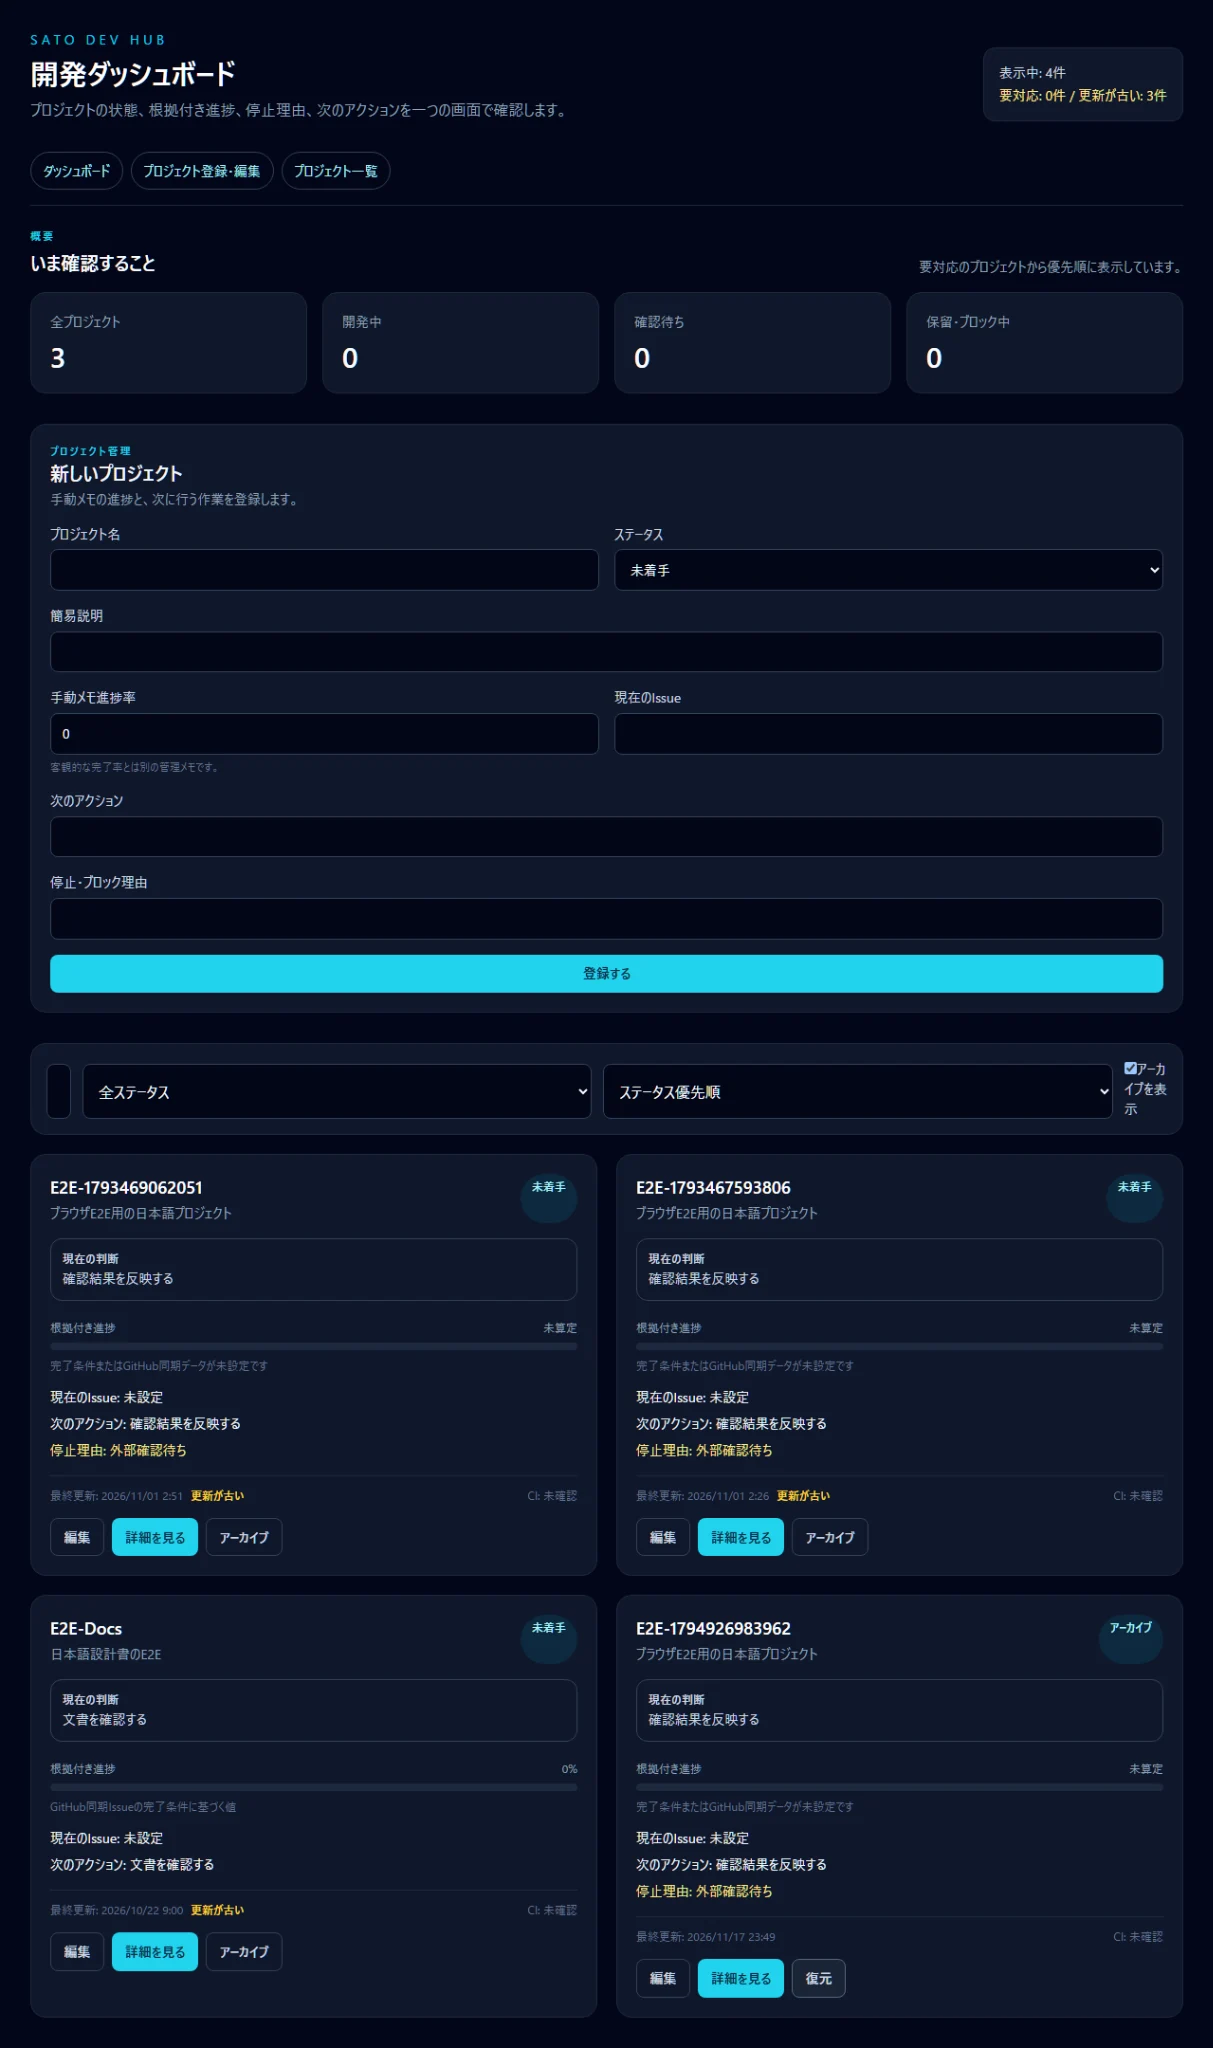 SATO DEV HUB
開発ダッシュボード
プロジェクトの状態、根拠付き進捗、停止理由、次のアクションを一つの画面で確認します。
表示中: 4件
要対応: 0件 / 更新が古い: 3件
ダッシュボード
プロジェクト登録・編集
プロジェクト一覧
概要
いま確認すること
要対応のプロジェクトから優先順に表示しています。
全プロジェクト
3
開発中
0
確認待ち
0
保留・ブロック中
0
プロジェクト管理
新しいプロジェクト
手動メモの進捗と、次に行う作業を登録します。
プロジェクト名
ステータス
未着手
簡易説明
手動メモ進捗率
現在のIssue
0
客観的な完了率とは別の管理メモです。
次のアクション
停止・ブロック理由
登録する
全ステータス
ステータス優先順
アーカ
イブを表
示
E2E-1793469062051
未着手
ブラウザE2E用の日本語プロジェクト
現在の判断
確認結果を反映する
根拠付き進捗
未算定
完了条件またはGitHub同期データが未設定です
現在のIssue: 未設定
次のアクション: 確認結果を反映する
停止理由: 外部確認待ち
最終更新: 2026/11/01 2:51 更新が古い
CI: 未確認
編集
詳細を見る
アーカイブ
E2E-1793467593806
未着手
ブラウザE2E用の日本語プロジェクト
現在の判断
確認結果を反映する
根拠付き進捗
未算定
完了条件またはGitHub同期データが未設定です
現在のIssue: 未設定
次のアクション: 確認結果を反映する
停止理由: 外部確認待ち
最終更新: 2026/11/01 2:26 更新が古い
CI: 未確認
編集
詳細を見る
アーカイブ
E2E-Docs
未着手
日本語設計書のE2E
現在の判断
文書を確認する
根拠付き進捗
0%
GitHub同期Issueの完了条件に基づく値
現在のIssue: 未設定
次のアクション: 文書を確認する
最終更新: 2026/10/22 9:00 更新が古い
CI: 未確認
編集
詳細を見る
アーカイブ
E2E-1794926983962
アーカイブ
ブラウザE2E用の日本語プロジェクト
現在の判断
確認結果を反映する
根拠付き進捗
未算定
完了条件またはGitHub同期データが未設定です
現在のIssue: 未設定
次のアクション: 確認結果を反映する
停止理由: 外部確認待ち
最終更新: 2026/11/17 23:49
CI: 未確認
編集
詳細を見る
復元